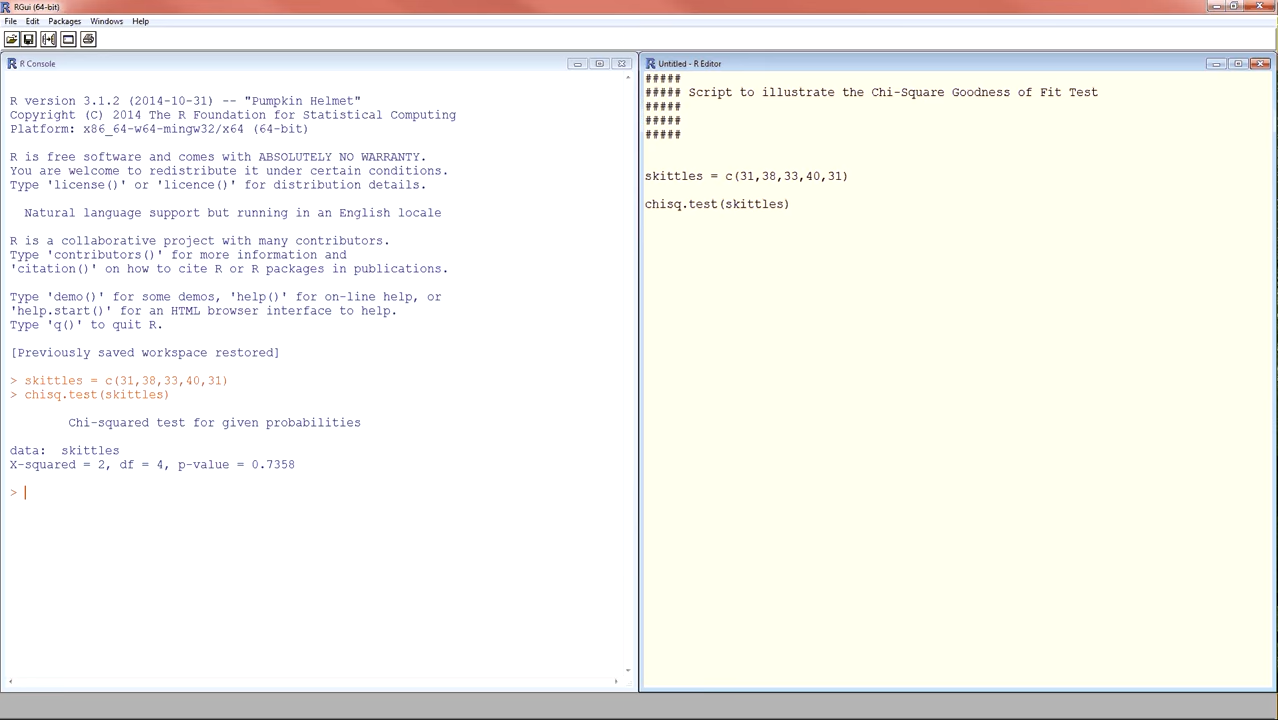 RGui (64-bit)
File Edit Packages Windows Help
R Console
R version 3.1.2 (2014-10-31) -- "Pumpkin Helmet"
Copyright (C) 2014 The R Foundation for Statistical Computing
Platform: x86_64-w64-mingw32/x64 (64-bit)
R is free software and comes with ABSOLUTELY NO WARRANTY.
You are welcome to redistribute it under certain conditions.
Type 'license()' or 'licence()' for distribution details.
Natural language support but running in an English locale
R is a collaborative project with many contributors.
Type 'contributors()' for more information and
'citation()' on how to cite R or R packages in publications.
Type 'demo()' for some demos, 'help()' for on-line help, or
'help.start()' for an HTML browser interface to help.
Type 'q()' to quit R.
[Previously saved workspace restored]
> skittles = c(31,38,33,40,31)
> chisq.test(skittles)
Chi-squared test for given probabilities
data:  skittles
X-squared = 2, df = 4, p-value = 0.7358
>
Untitled - R Editor
#####
##### Script to illustrate the Chi-Square Goodness of Fit Test
#####
#####
#####
skittles = c(31,38,33,40,31)
chisq.test(skittles)